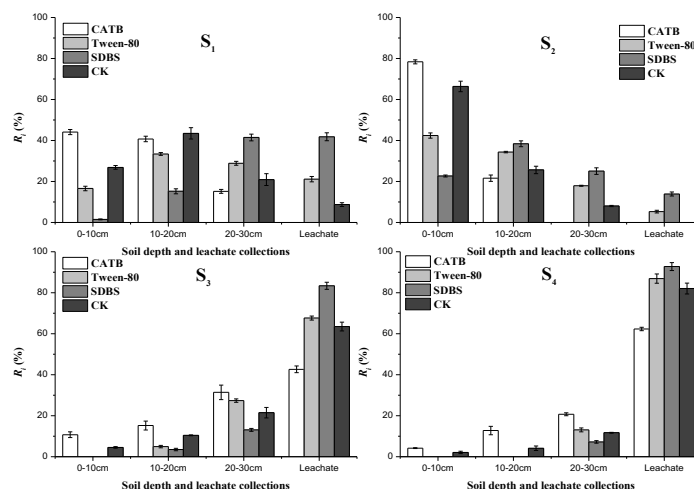 CATB
Tween-80
SDBS
CK
S1
R_i (%)
100
80
60
40
20
0
0-10cm 10-20cm 20-30cm Leachate
Soil depth and leachate collections
S2
CATB
Tween-80
SDBS
CK
R_i (%)
100
80
60
40
20
0
0-10cm 10-20cm 20-30cm Leachate
Soil depth and leachate collections
CATB
Tween-80
SDBS
CK
S3
R_i (%)
100
80
60
40
20
0
0-10cm 10-20cm 20-30cm Leachate
Soil depth and leachate collections
CATB
Tween-80
SDBS
CK
S4
R_i (%)
100
80
60
40
20
0
0-10cm 10-20cm 20-30cm Leachate
Soil depth and leachate collections